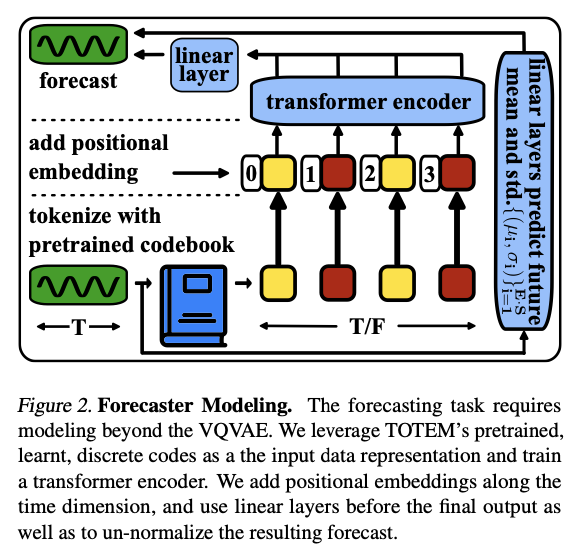 forecast
linear
layer
transformer encoder
add positional
embedding
0 1 2 3
tokenize with
pretrained codebook
T
T/F
linear layers predict future
mean and std. {(μᵢ, σᵢ)}ᴱ·ˢᵢ₌₁
Figure 2. Forecaster Modeling. The forecasting task requires
modeling beyond the VQVAE. We leverage TOTEM's pretrained,
learnt, discrete codes as a the input data representation and train
a transformer encoder. We add positional embeddings along the
time dimension, and use linear layers before the final output as
well as to un-normalize the resulting forecast.